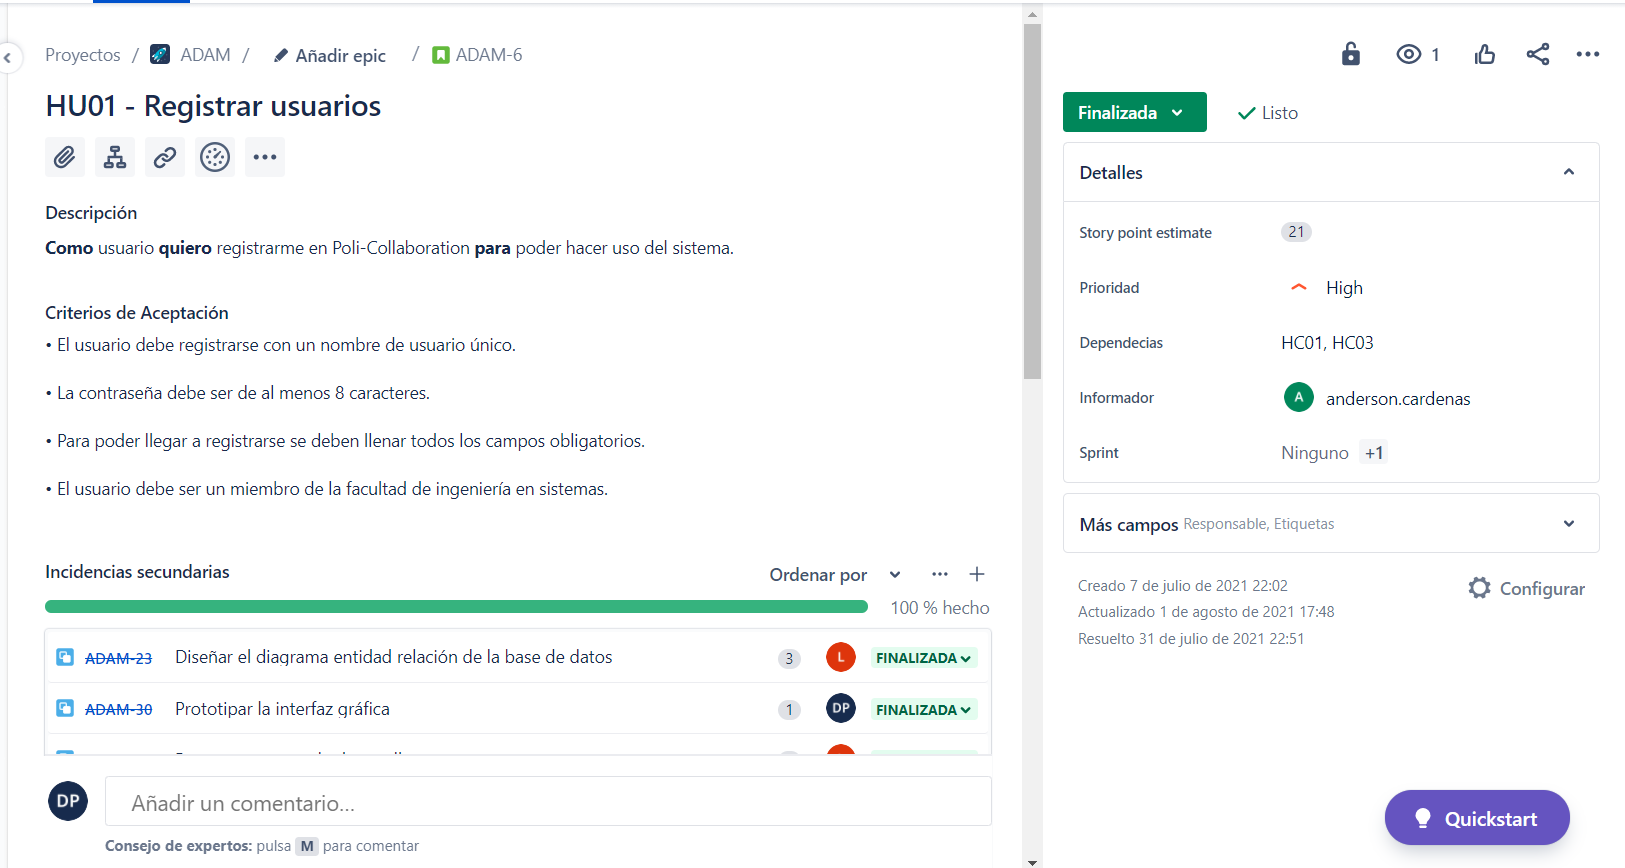 Proyectos / ADAM / Añadir epic / ADAM-6
HU01 - Registrar usuarios
Descripción
Como usuario quiero registrarme en Poli-Collaboration para poder hacer uso del sistema.
Criterios de Aceptación
• El usuario debe registrarse con un nombre de usuario único.
• La contraseña debe ser de al menos 8 caracteres.
• Para poder llegar a registrarse se deben llenar todos los campos obligatorios.
• El usuario debe ser un miembro de la facultad de ingeniería en sistemas.
Incidencias secundarias
Ordenar por
100 % hecho
ADAM-23 Diseñar el diagrama entidad relación de la base de datos 3 L FINALIZADA
ADAM-30 Prototipar la interfaz gráfica 1 DP FINALIZADA
DP Añadir un comentario...
Consejo de expertos: pulsa M para comentar
1
Finalizada Listo
Detalles
Story point estimate 21
Prioridad High
Dependecias HC01, HC03
Informador A anderson.cardenas
Sprint Ninguno +1
Más campos Responsable, Etiquetas
Creado 7 de julio de 2021 22:02
Configurar
Actualizado 1 de agosto de 2021 17:48
Resuelto 31 de julio de 2021 22:51
Quickstart